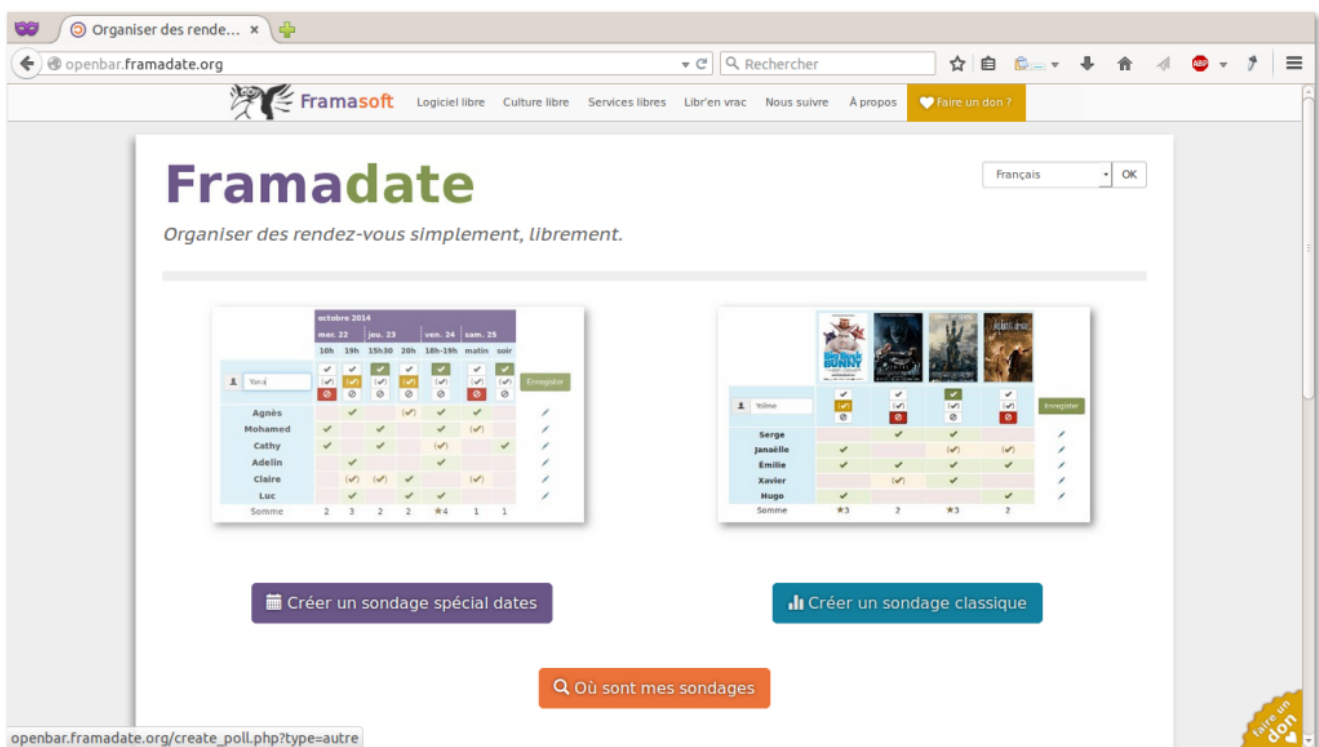 Organiser des rende... ×
openbar.framadate.org
Rechercher
ABP
Framasoft Logiciel libre Culture libre Services libres Libr'en vrac Nous suivre À propos Faire un don ?
Framadate
Français OK
Organiser des rendez-vous simplement, librement.
octobre 2014
mer. 22 jeu. 23 ven. 24 sam. 25
10h 19h 15h30 20h 18h-19h matin soir
Enregistrer
Agnès
Mohamed
Cathy
Adelin
Claire
Luc
Somme 2 3 2 2 ★4 1 1
Big Buck
BUNNY
Enregistrer
Serge
Janaëlle
Émilie
Xavier
Hugo
Somme ★3 2 ★3 2
Créer un sondage spécial dates
Créer un sondage classique
Où sont mes sondages
faire un
don
openbar.framadate.org/create_poll.php?type=autre